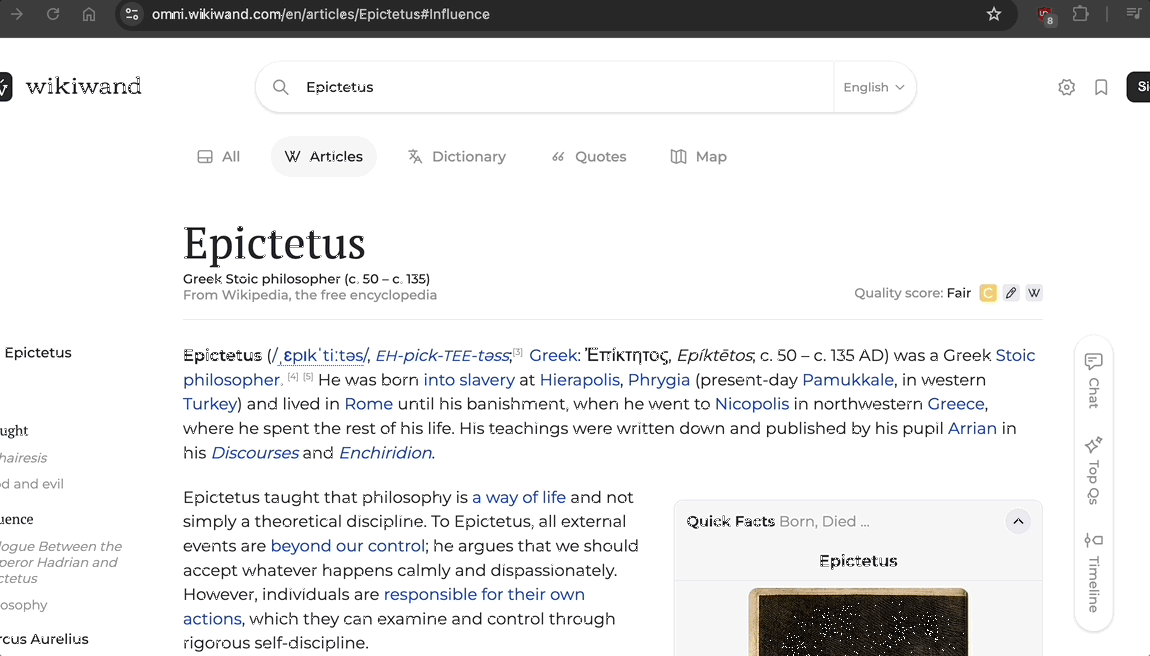 omni.wikiwand.com/en/articles/Epictetus#Influence
8
wikiwand
Epictetus
English
All
Articles
Dictionary
Quotes
Map
Epictetus
Greek Stoic philosopher (c. 50 – c. 135)
From Wikipedia, the free encyclopedia
Quality score: Fair C W
Epictetus (/ˌɛpɪkˈtiːtəs/, EH-pick-TEE-təss;[3] Greek: Ἐπίκτητος, Epíktētos; c. 50 – c. 135 AD) was a Greek Stoic
philosopher. [4] [5] He was born into slavery at Hierapolis, Phrygia (present-day Pamukkale, in western
Turkey) and lived in Rome until his banishment, when he went to Nicopolis in northwestern Greece,
where he spent the rest of his life. His teachings were written down and published by his pupil Arrian in
his Discourses and Enchiridion.
Epictetus taught that philosophy is a way of life and not
simply a theoretical discipline. To Epictetus, all external
events are beyond our control; he argues that we should
accept whatever happens calmly and dispassionately.
However, individuals are responsible for their own
actions, which they can examine and control through
rigorous self-discipline.
Quick Facts Born, Died ...
Epictetus
Epictetus
ught
hairesis
d and evil
uence
logue Between the
peror Hadrian and
ctetus
osophy
rcus Aurelius
Chat
Top Qs
Timeline